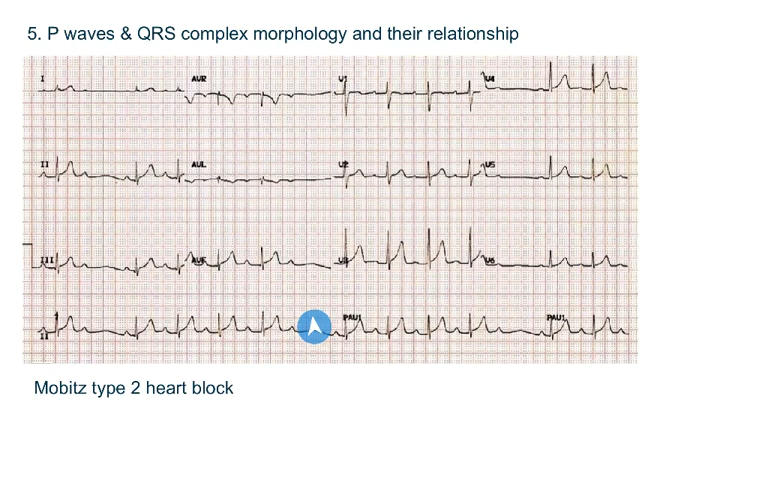 5. P waves & QRS complex morphology and their relationship
I AVR V1 V4
II AVL V2 V5
III AVF V3 V6
II PAU1 PAU1
Mobitz type 2 heart block